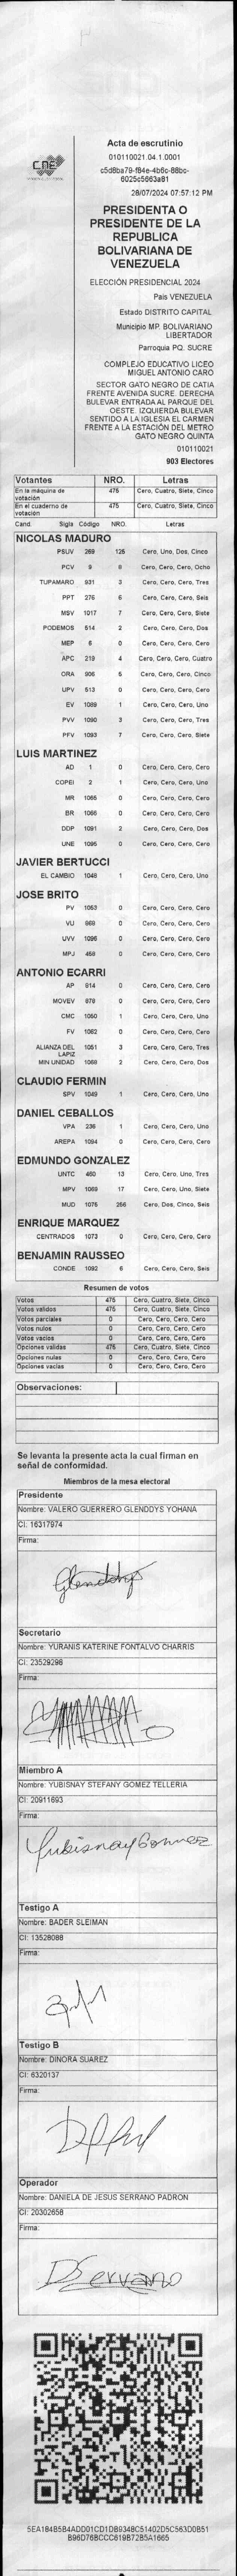 CNE
Acta de escrutinio
010110021.04.1.0001
c5d8ba79-f84e-4b6c-88bc-
6025c5663a81
28/07/2024 07:57:12 PM
PRESIDENTA O
PRESIDENTE DE LA
REPUBLICA
BOLIVARIANA DE
VENEZUELA
ELECCIÓN PRESIDENCIAL 2024
País VENEZUELA
Estado DISTRITO CAPITAL
Municipio MP. BOLIVARIANO
LIBERTADOR
Parroquia PQ. SUCRE
COMPLEJO EDUCATIVO LICEO
MIGUEL ANTONIO CARO
SECTOR GATO NEGRO DE CATIA
FRENTE AVENIDA SUCRE. DERECHA
BULEVAR ENTRADA AL PARQUE DEL
OESTE. IZQUIERDA BULEVAR
SENTIDO A LA IGLESIA EL CARMEN
FRENTE A LA ESTACIÓN DEL METRO
GATO NEGRO QUINTA
010110021
903 Electores
Votantes NRO. Letras
En la máquina de votación 475 Cero, Cuatro, Siete, Cinco
En el cuaderno de votación 475 Cero, Cuatro, Siete, Cinco
Cand. Sigla Código NRO. Letras
NICOLAS MADURO
PSUV 269 125 Cero, Uno, Dos, Cinco
PCV 9 8 Cero, Cero, Cero, Ocho
TUPAMARO 931 3 Cero, Cero, Cero, Tres
PPT 276 6 Cero, Cero, Cero, Seis
MSV 1017 7 Cero, Cero, Cero, Siete
PODEMOS 514 2 Cero, Cero, Cero, Dos
MEP 6 0 Cero, Cero, Cero, Cero
APC 219 4 Cero, Cero, Cero, Cuatro
ORA 906 5 Cero, Cero, Cero, Cinco
UPV 513 0 Cero, Cero, Cero, Cero
EV 1089 1 Cero, Cero, Cero, Uno
PVV 1090 3 Cero, Cero, Cero, Tres
PFV 1093 7 Cero, Cero, Cero, Siete
LUIS MARTINEZ
AD 1 0 Cero, Cero, Cero, Cero
COPEI 2 1 Cero, Cero, Cero, Uno
MR 1065 0 Cero, Cero, Cero, Cero
BR 1066 0 Cero, Cero, Cero, Cero
DDP 1091 2 Cero, Cero, Cero, Dos
UNE 1095 0 Cero, Cero, Cero, Cero
JAVIER BERTUCCI
EL CAMBIO 1048 1 Cero, Cero, Cero, Uno
JOSE BRITO
PV 1053 0 Cero, Cero, Cero, Cero
VU 969 0 Cero, Cero, Cero, Cero
UVV 1096 0 Cero, Cero, Cero, Cero
MPJ 459 0 Cero, Cero, Cero, Cero
ANTONIO ECARRI
AP 914 0 Cero, Cero, Cero, Cero
MOVEV 978 0 Cero, Cero, Cero, Cero
CMC 1050 1 Cero, Cero, Cero, Uno
FV 1062 0 Cero, Cero, Cero, Cero
ALIANZA DEL LAPIZ 1051 3 Cero, Cero, Cero, Tres
MIN UNIDAD 1068 2 Cero, Cero, Cero, Dos
CLAUDIO FERMIN
SPV 1049 1 Cero, Cero, Cero, Uno
DANIEL CEBALLOS
VPA 236 1 Cero, Cero, Cero, Uno
AREPA 1094 0 Cero, Cero, Cero, Cero
EDMUNDO GONZALEZ
UNTC 460 13 Cero, Cero, Uno, Tres
MPV 1069 17 Cero, Cero, Uno, Siete
MUD 1076 256 Cero, Dos, Cinco, Seis
ENRIQUE MARQUEZ
CENTRADOS 1073 0 Cero, Cero, Cero, Cero
BENJAMIN RAUSSEO
CONDE 1092 6 Cero, Cero, Cero, Seis
Resumen de votos
Votos 475 Cero, Cuatro, Siete, Cinco
Votos validos 475 Cero, Cuatro, Siete, Cinco
Votos parciales 0 Cero, Cero, Cero, Cero
Votos nulos 0 Cero, Cero, Cero, Cero
Votos vacios 0 Cero, Cero, Cero, Cero
Opciones validas 475 Cero, Cuatro, Siete, Cinco
Opciones nulas 0 Cero, Cero, Cero, Cero
Opciones vacias 0 Cero, Cero, Cero, Cero
Observaciones:
Se levanta la presente acta la cual firman en
señal de conformidad.
Miembros de la mesa electoral
Presidente
Nombre: VALERO GUERRERO GLENDDYS YOHANA
CI: 16317974
Firma:
Glenddys
Secretario
Nombre: YURANIS KATERINE FONTALVO CHARRIS
CI: 23529298
Firma:
Miembro A
Nombre: YUBISNAY STEFANY GOMEZ TELLERIA
CI: 20911693
Firma:
Yubisnay Gomez
Testigo A
Nombre: BADER SLEIMAN
CI: 13528088
Firma:
Testigo B
Nombre: DINORA SUAREZ
CI: 6320137
Firma:
Operador
Nombre: DANIELA DE JESUS SERRANO PADRON
CI: 20302658
Firma:
DSerrano
5EA1B4B5B4ADD01CD1DB9348C51402D5C563D0B51
B96D76BCCC619B72B5A1665